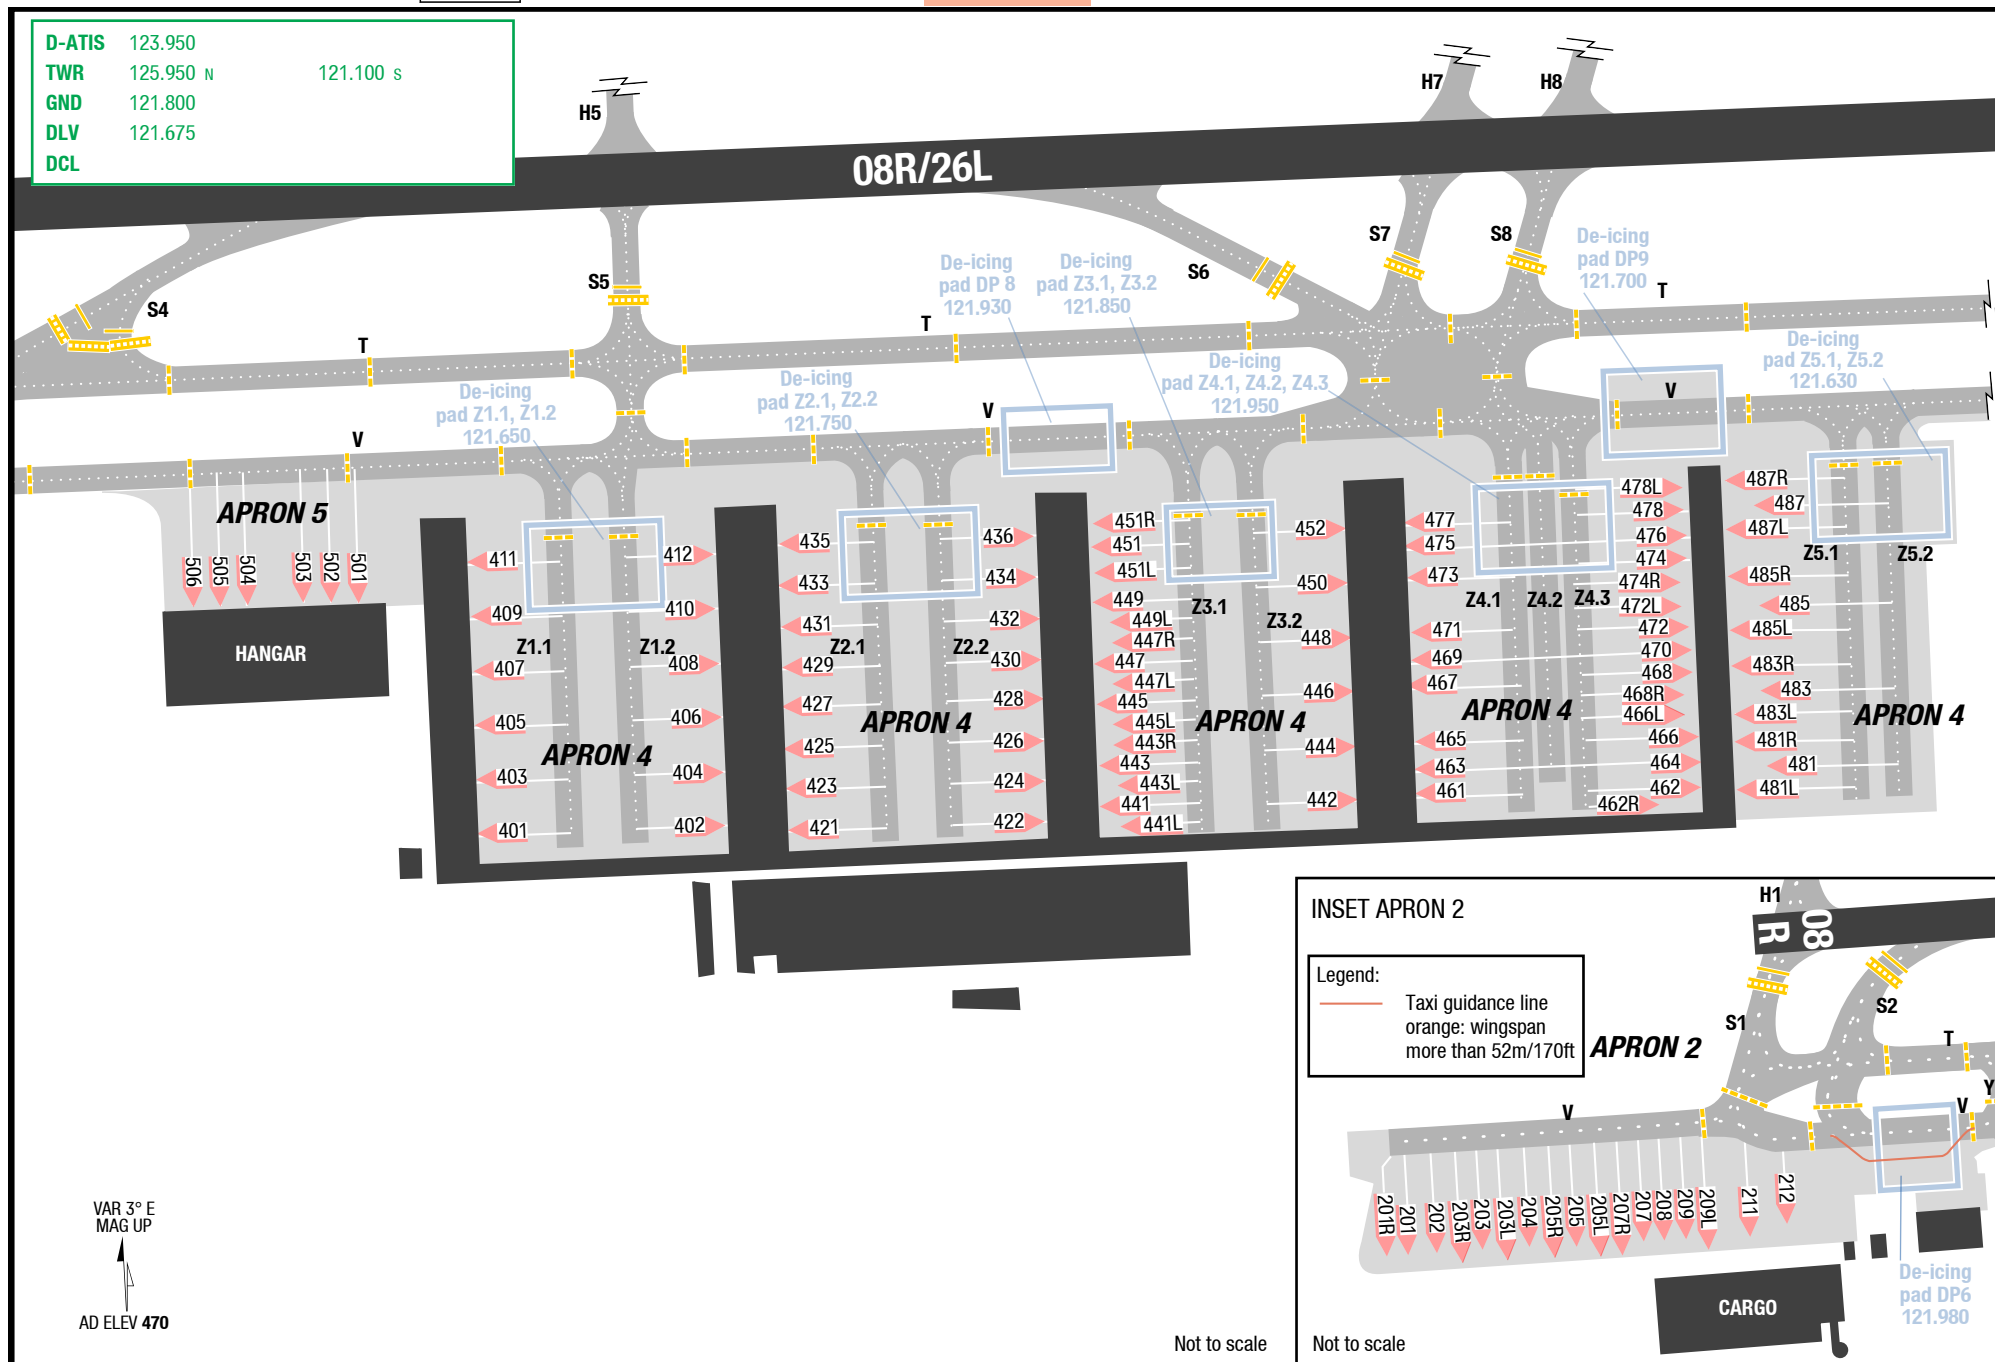 D-ATIS 123.950
TWR 125.950 N 121.100 S
GND 121.800
DLV 121.675
DCL
H5
H7
H8
08R/26L
S4
S5
S6
S7
S8
T
T
T
V
V
V
De-icing
pad DP 8
121.930
De-icing
pad Z3.1, Z3.2
121.850
De-icing
pad DP9
121.700
De-icing
pad Z1.1, Z1.2
121.650
De-icing
pad Z2.1, Z2.2
121.750
De-icing
pad Z4.1, Z4.2, Z4.3
121.950
De-icing
pad Z5.1, Z5.2
121.630
APRON 5
506
505
504
503
502
501
HANGAR
411
409
407
405
403
401
Z1.1
Z1.2
412
410
408
406
404
402
APRON 4
435
433
431
429
427
425
423
421
Z2.1
Z2.2
436
434
432
430
428
426
424
422
APRON 4
451R
451
451L
449
449L
447R
447
447L
445
445L
443R
443
443L
441
441L
Z3.1
Z3.2
452
450
448
446
444
442
APRON 4
477
475
473
471
469
467
465
463
461
Z4.1
Z4.2
Z4.3
478L
478
476
474
474R
472L
472
470
468
468R
466L
466
464
462
462R
APRON 4
487R
487
487L
485R
485
485L
483R
483
483L
481R
481
481L
Z5.1
Z5.2
APRON 4
INSET APRON 2
Legend:
Taxi guidance line
orange: wingspan
more than 52m/170ft
H1
08
R
S1
S2
APRON 2
T
V
V
Y
201R
201
202
203R
203
203L
204
205R
205
205L
207R
207
208
209
209L
211
212
De-icing
pad DP6
121.980
CARGO
Not to scale
VAR 3° E
MAG UP
AD ELEV 470
Not to scale